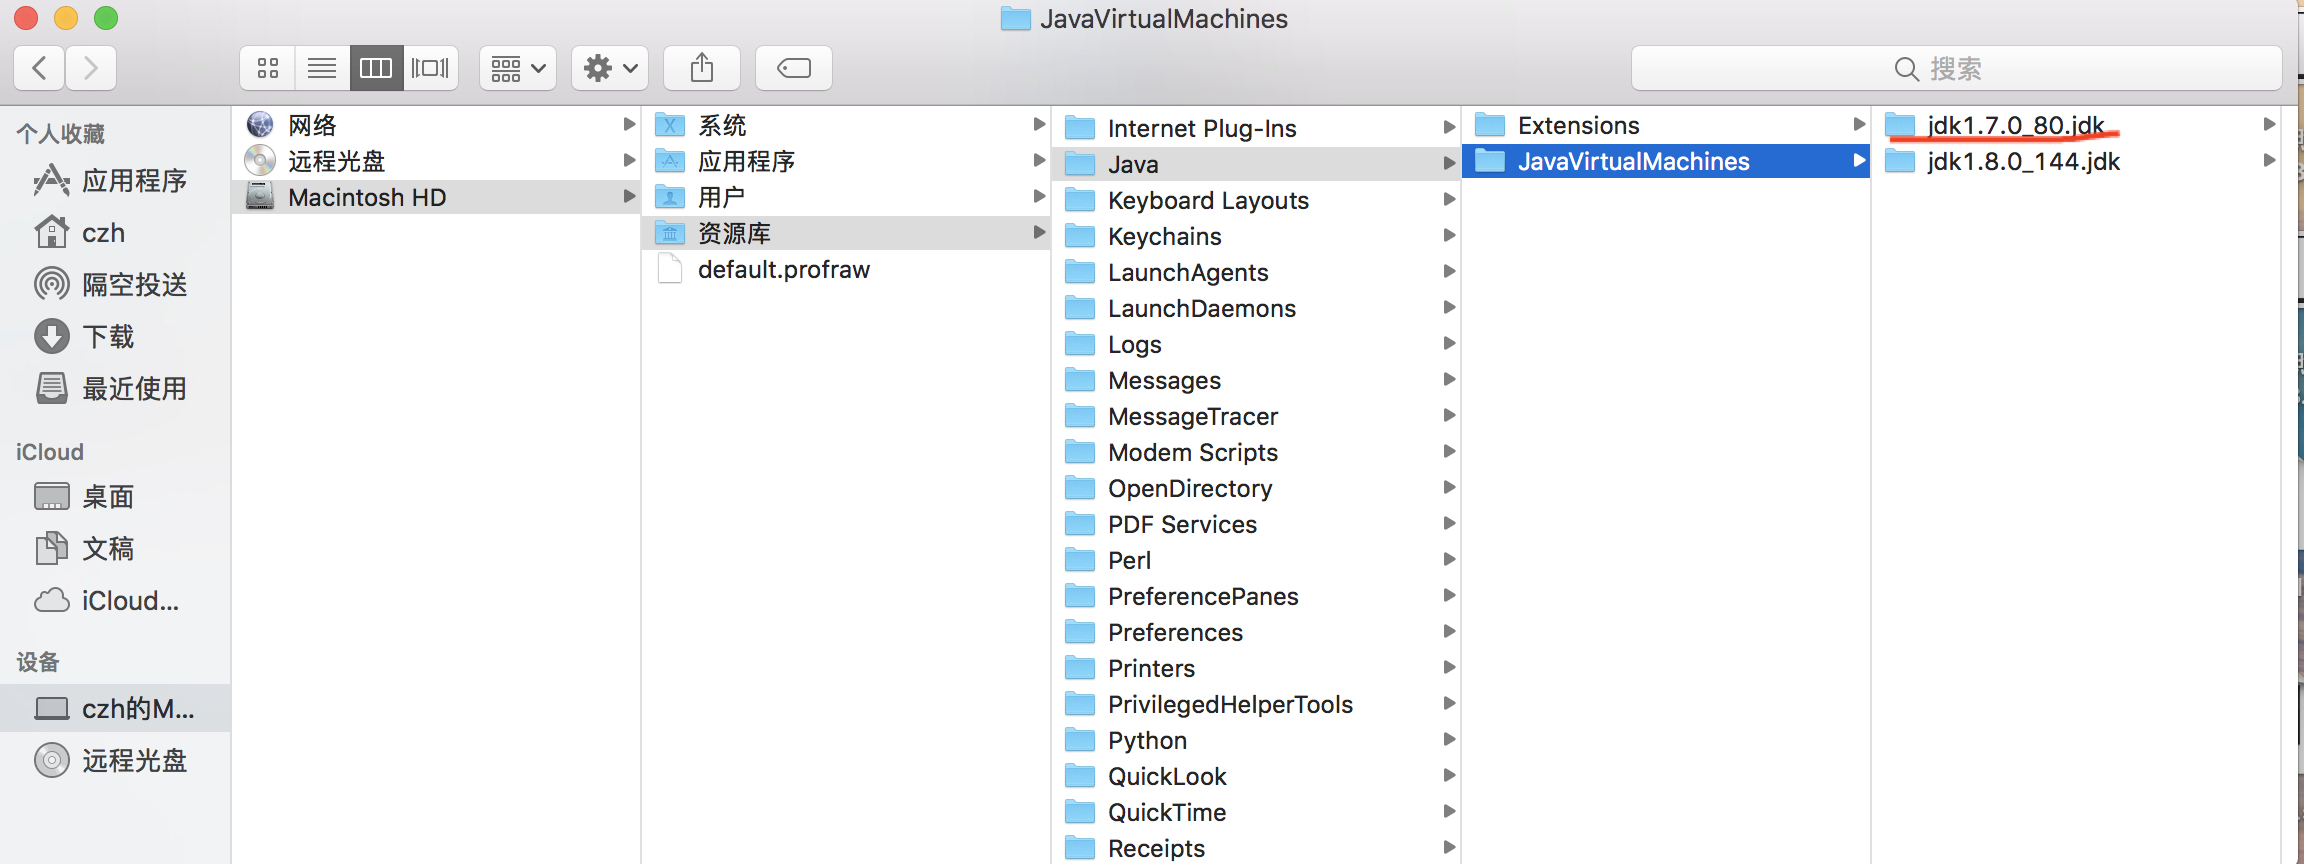 JavaVirtualMachines
搜索
个人收藏
应用程序
czh
隔空投送
下载
最近使用
iCloud
桌面
文稿
iCloud...
设备
czh的M...
远程光盘
网络
远程光盘
Macintosh HD
系统
应用程序
用户
资源库
default.profraw
Internet Plug-Ins
Java
Keyboard Layouts
Keychains
LaunchAgents
LaunchDaemons
Logs
Messages
MessageTracer
Modem Scripts
OpenDirectory
PDF Services
Perl
PreferencePanes
Preferences
Printers
PrivilegedHelperTools
Python
QuickLook
QuickTime
Receipts
Extensions
JavaVirtualMachines
jdk1.7.0_80.jdk
jdk1.8.0_144.jdk